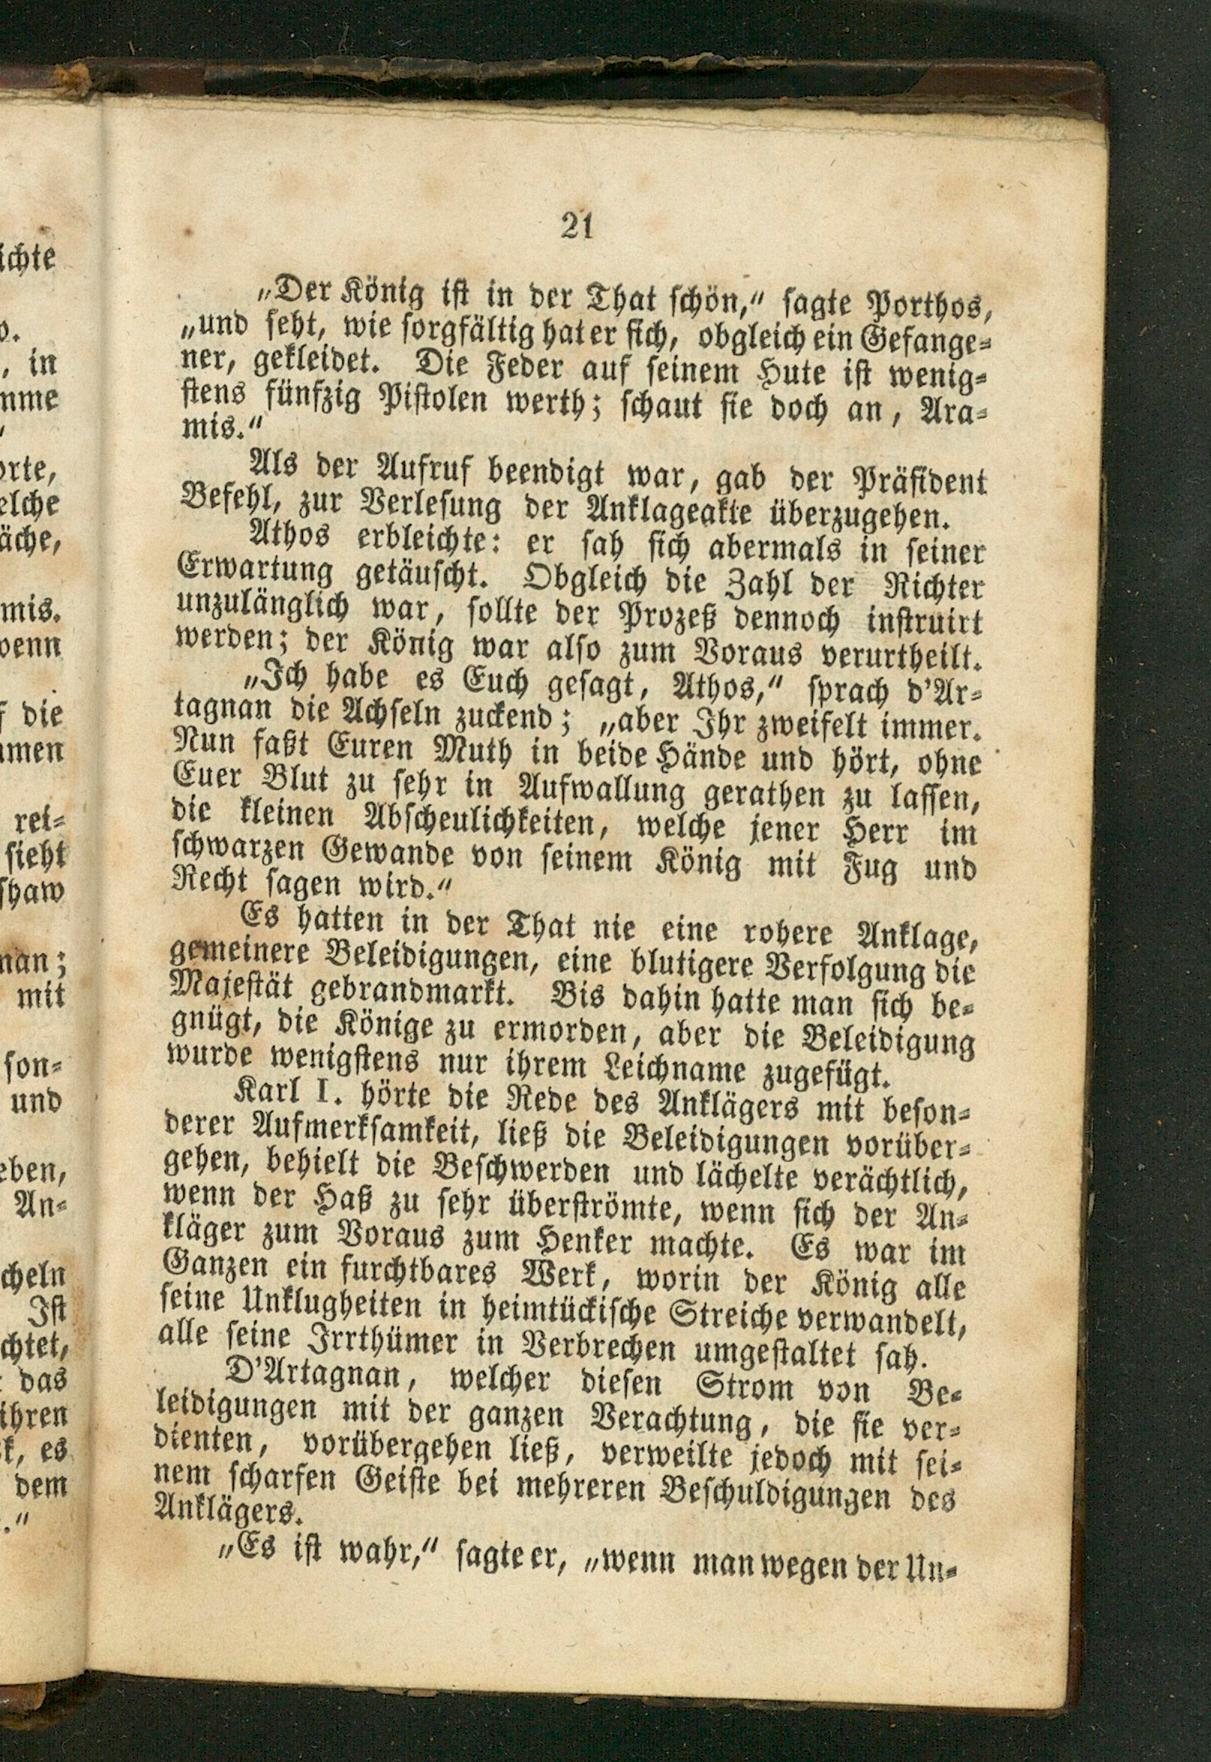 21
„Der König ist in der That schön,“ sagte Porthos,
„und seht, wie sorgfältig hat er sich, obgleich ein Gefange-
ner, gekleidet. Die Feder auf seinem Hute ist wenig-
stens fünfzig Pistolen werth; schaut sie doch an, Ara-
mis.“
Als der Aufruf beendigt war, gab der Präsident
Befehl, zur Verlesung der Anklageakte überzugehen.
Athos erbleichte: er sah sich abermals in seiner
Erwartung getäuscht. Obgleich die Zahl der Richter
unzulänglich war, sollte der Prozeß dennoch instruirt
werden; der König war also zum Voraus verurtheilt.
„Ich habe es Euch gesagt, Athos,“ sprach d'Ar-
tagnan die Achseln zuckend; „aber Ihr zweifelt immer.
Nun faßt Euren Muth in beide Hände und hört, ohne
Euer Blut zu sehr in Aufwallung gerathen zu lassen,
die kleinen Abscheulichkeiten, welche jener Herr im
schwarzen Gewande von seinem König mit Fug und
Recht sagen wird.“
Es hatten in der That nie eine rohere Anklage,
gemeinere Beleidigungen, eine blutigere Verfolgung die
Majestät gebrandmarkt. Bis dahin hatte man sich be-
gnügt, die Könige zu ermorden, aber die Beleidigung
wurde wenigstens nur ihrem Leichname zugefügt.
Karl I. hörte die Rede des Anklägers mit beson-
derer Aufmerksamkeit, ließ die Beleidigungen vorüber-
gehen, behielt die Beschwerden und lächelte verächtlich,
wenn der Haß zu sehr überströmte, wenn sich der An-
kläger zum Voraus zum Henker machte. Es war im
Ganzen ein furchtbares Werk, worin der König alle
seine Unklugheiten in heimtückische Streiche verwandelt,
alle seine Irrthümer in Verbrechen umgestaltet sah.
D'Artagnan, welcher diesen Strom von Be-
leidigungen mit der ganzen Verachtung, die sie ver-
dienten, vorübergehen ließ, verweilte jedoch mit sei-
nem scharfen Geiste bei mehreren Beschuldigungen des
Anklägers.
„Es ist wahr,“ sagte er, „wenn man wegen der Un-